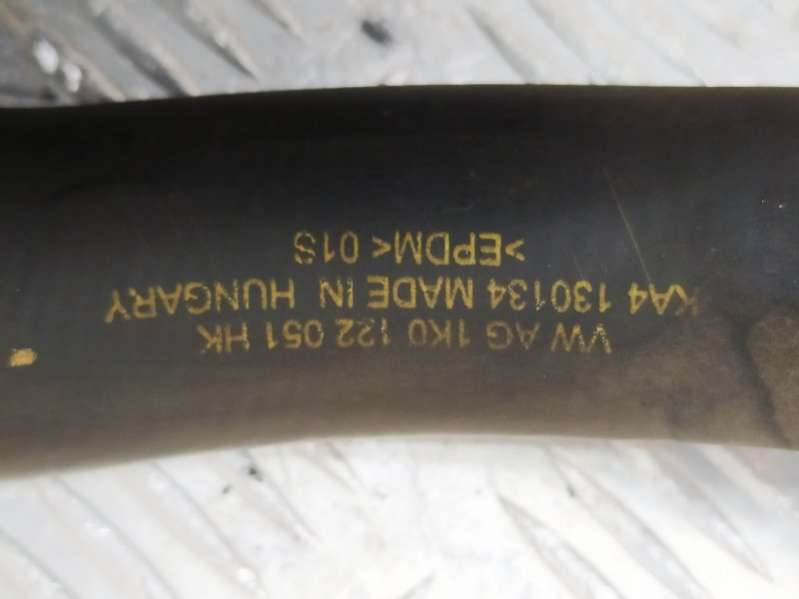 VW AG 1K0 122 051 HK
KA4 130134 MADE IN HUNGARY
>EPDM< 01S